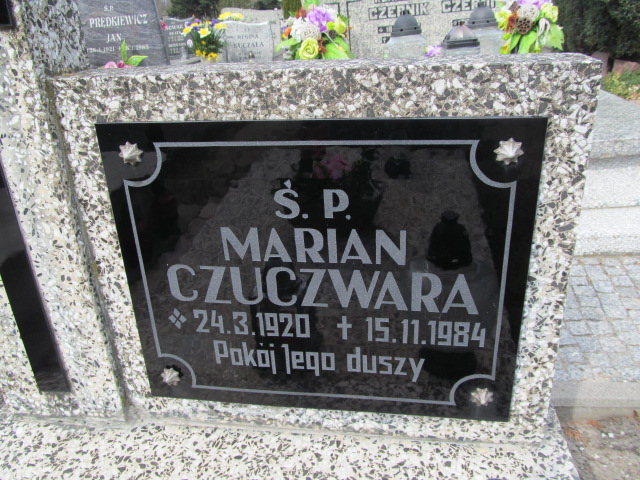 Ś.P.
PREDKIEWICZ
JAN
CZERNIK
Ś. P.
MARIAN
CZUCZWARA
24.3.1920 + 15.11.1984
Pokój Jego duszy